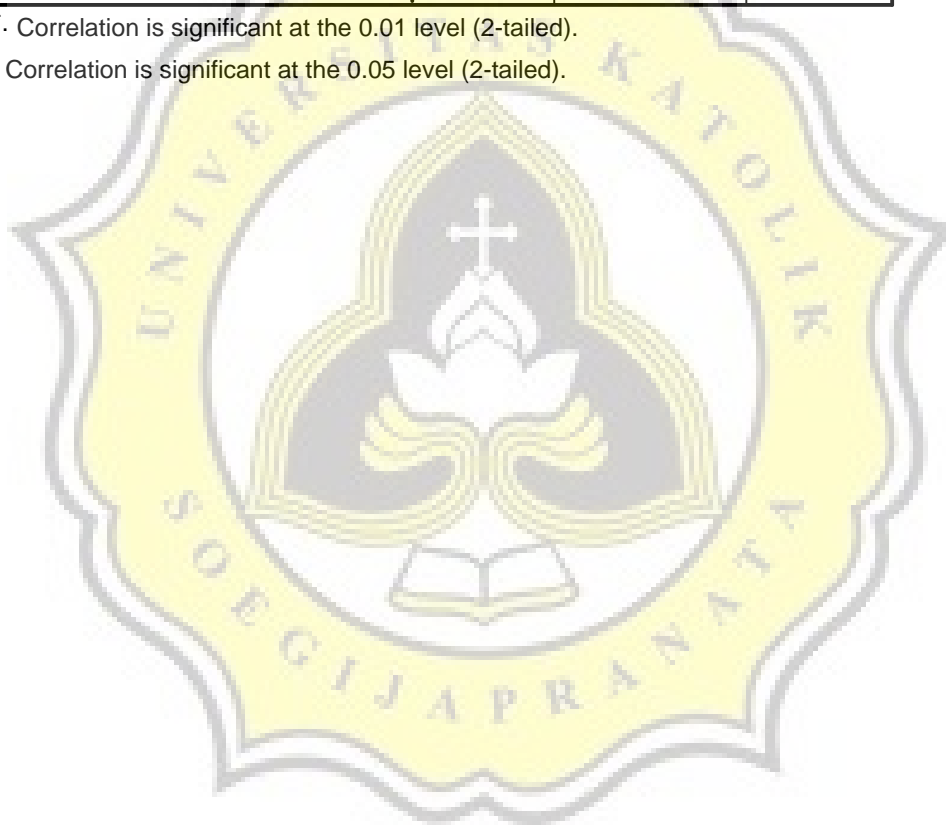 . Correlation is significant at the 0.01 level (2-tailed).
Correlation is significant at the 0.05 level (2-tailed).
UNIVERSITAS KATOLIK
SOEGIJAPRANATA